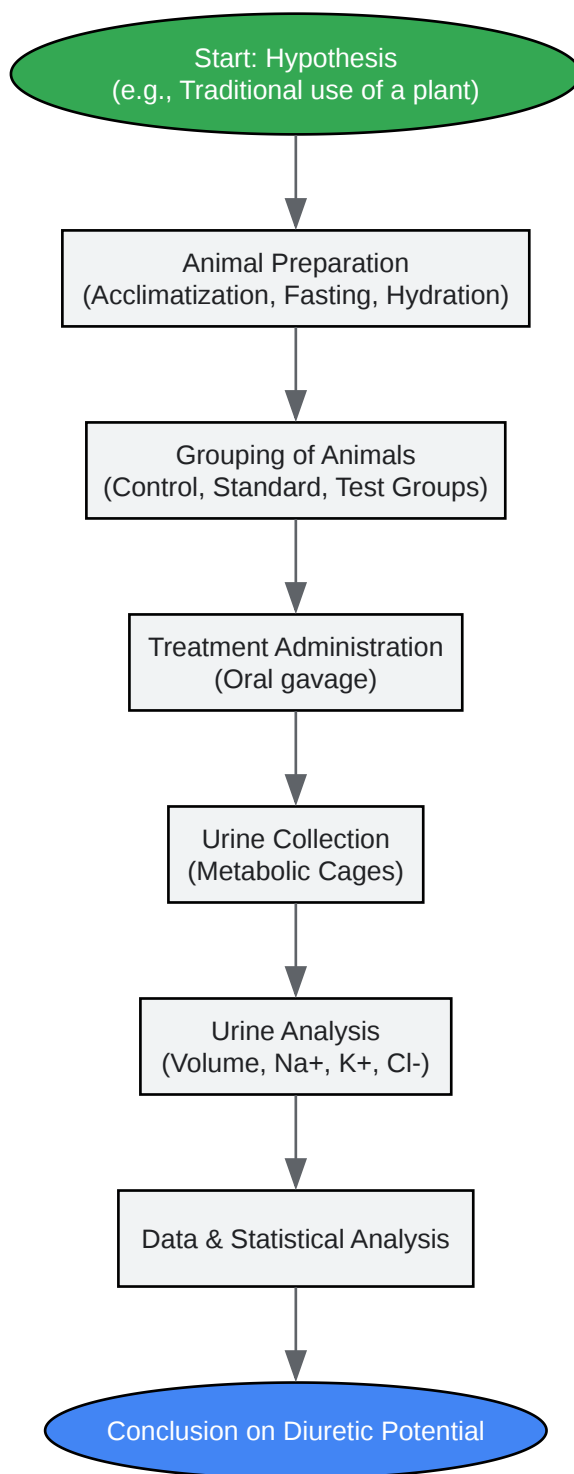 Start: Hypothesis
(e.g., Traditional use of a plant)
Animal Preparation
(Acclimatization, Fasting, Hydration)
Grouping of Animals
(Control, Standard, Test Groups)
Treatment Administration
(Oral gavage)
Urine Collection
(Metabolic Cages)
Urine Analysis
(Volume, Na+, K+, Cl-)
Data & Statistical Analysis
Conclusion on Diuretic Potential